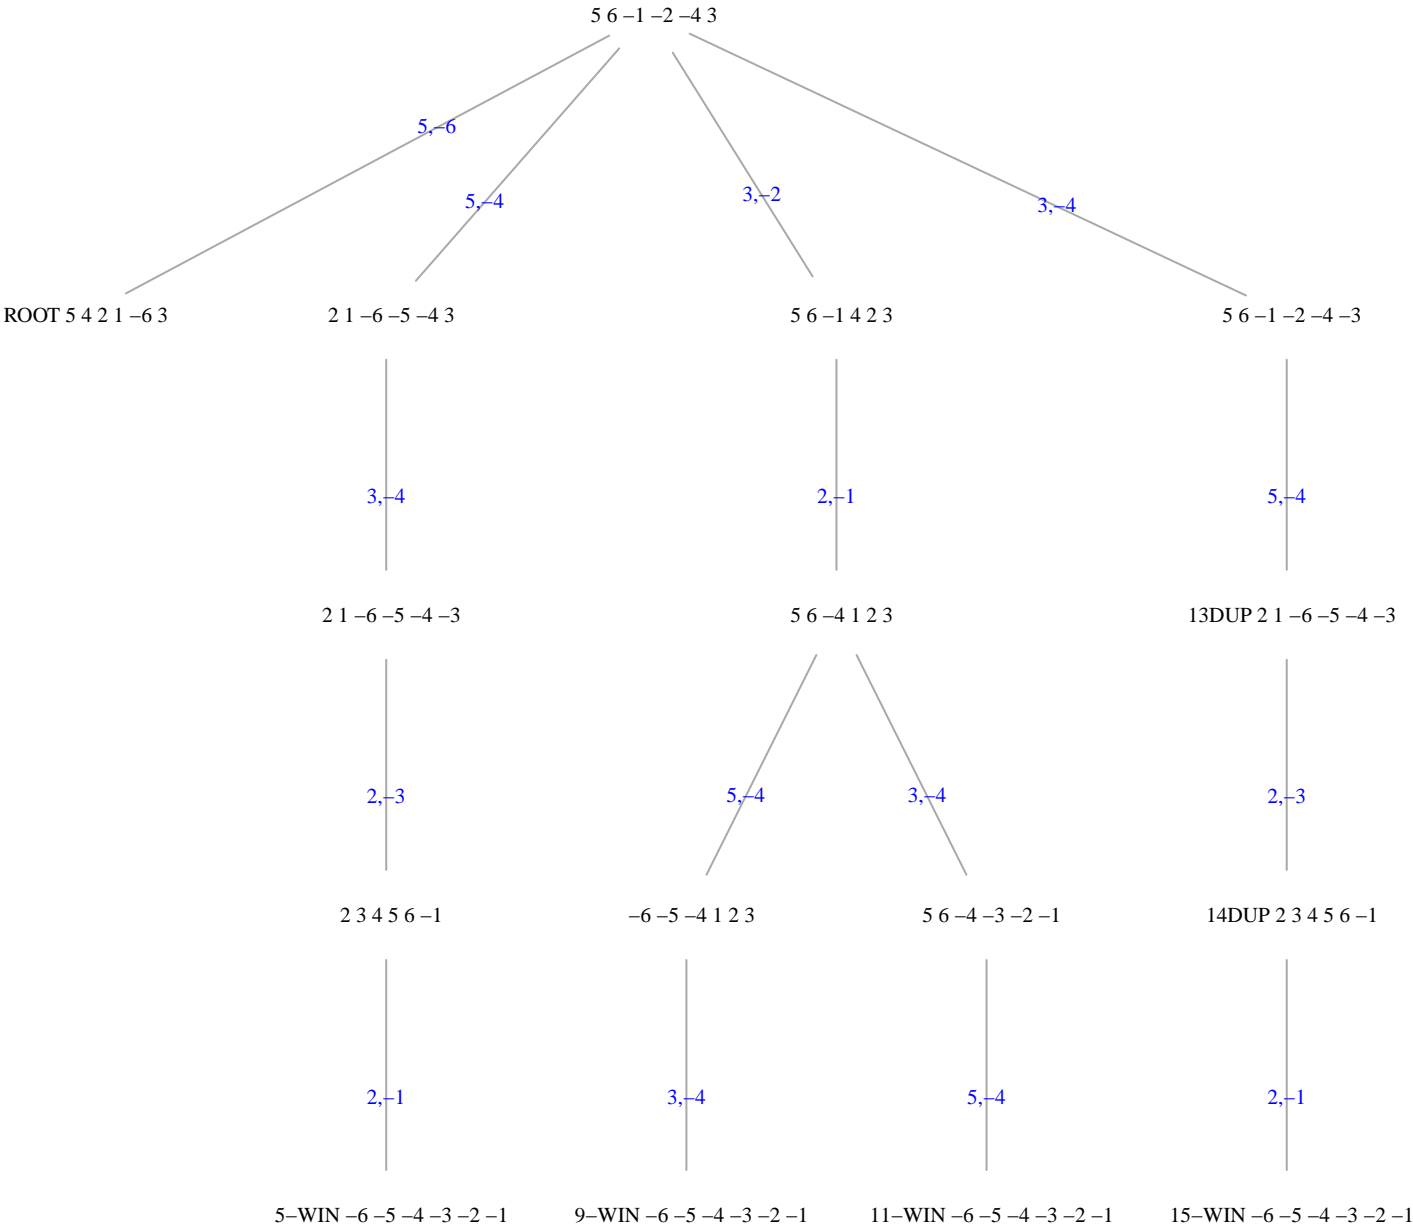 5 6 –1 –2 –4 3
5,–6
5,–4
3,–2
3,–4
ROOT 5 4 2 1 –6 3
2 1 –6 –5 –4 3
5 6 –1 4 2 3
5 6 –1 –2 –4 –3
3,–4
2,–1
5,–4
2 1 –6 –5 –4 –3
5 6 –4 1 2 3
13DUP 2 1 –6 –5 –4 –3
2,–3
5,–4
3,–4
2,–3
2 3 4 5 6 –1
–6 –5 –4 1 2 3
5 6 –4 –3 –2 –1
14DUP 2 3 4 5 6 –1
2,–1
3,–4
5,–4
2,–1
5–WIN –6 –5 –4 –3 –2 –1
9–WIN –6 –5 –4 –3 –2 –1
11–WIN –6 –5 –4 –3 –2 –1
15–WIN –6 –5 –4 –3 –2 –1